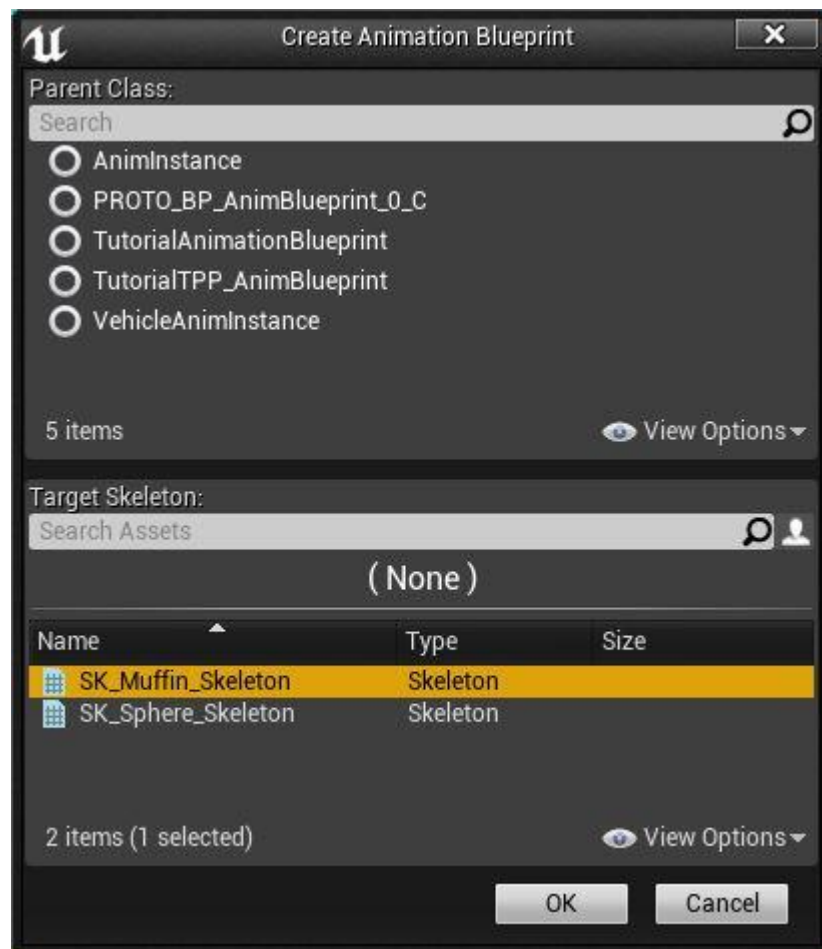 Create Animation Blueprint
Parent Class:
Search
AnimInstance
PROTO_BP_AnimBlueprint_0_C
TutorialAnimationBlueprint
TutorialTPP_AnimBlueprint
VehicleAnimInstance
5 items View Options
Target Skeleton:
Search Assets
( None )
Name Type Size
SK_Muffin_Skeleton Skeleton
SK_Sphere_Skeleton Skeleton
2 items (1 selected) View Options
OK Cancel